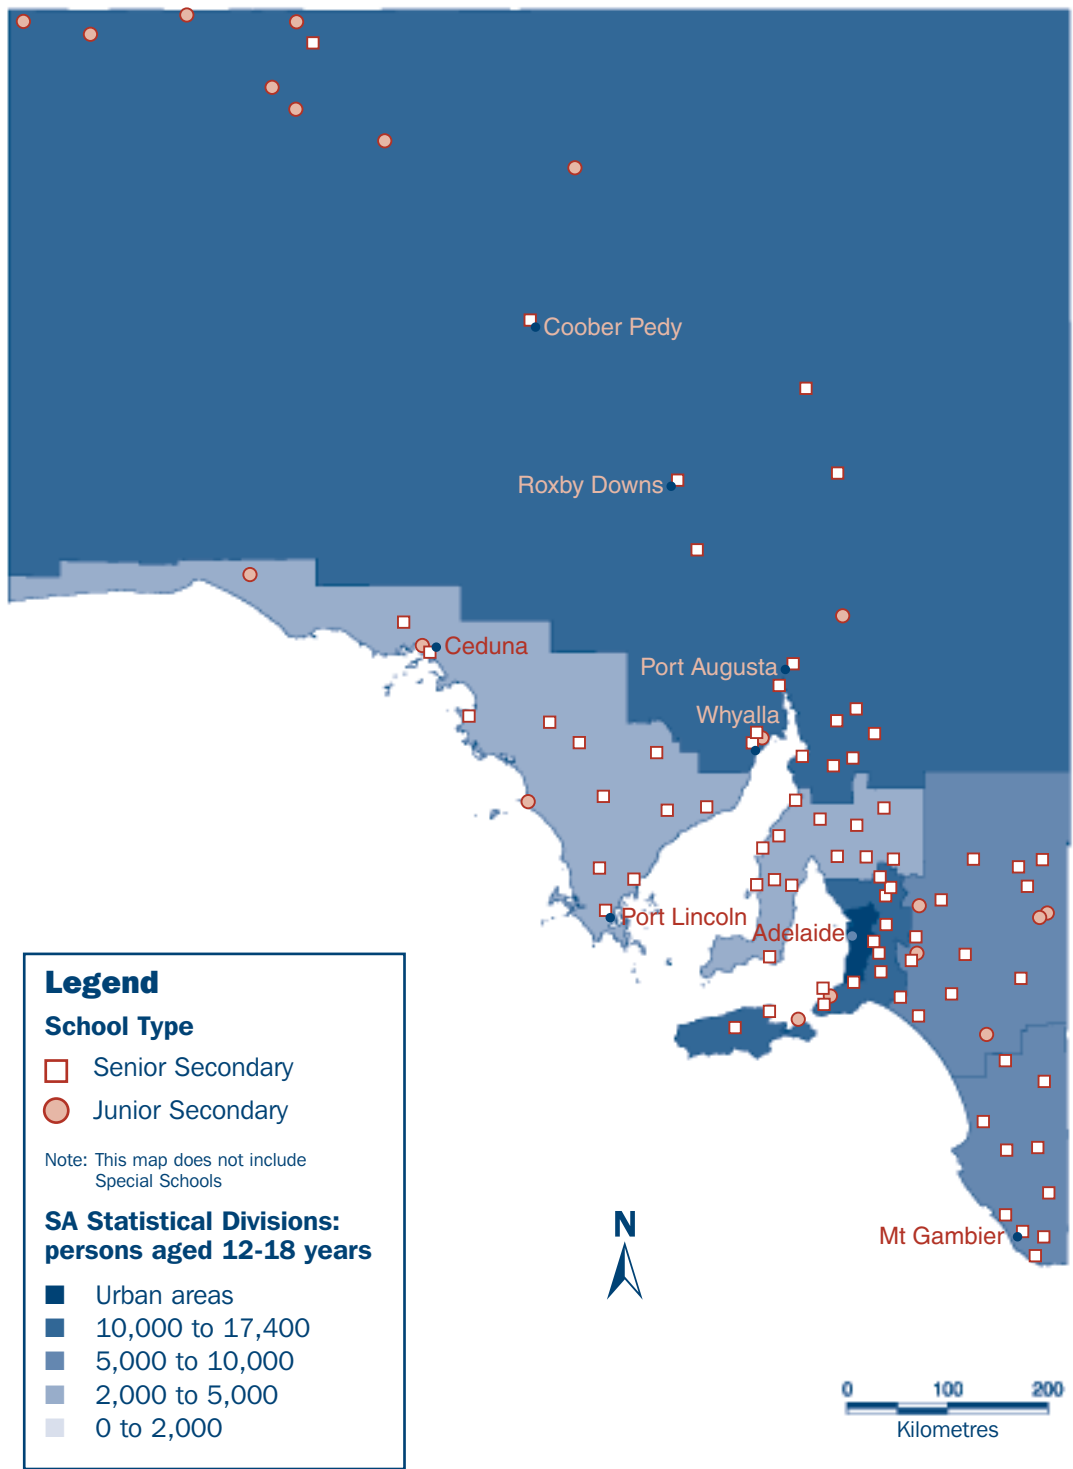 Coober Pedy
Roxby Downs
Ceduna
Port Augusta
Whyalla
Port Lincoln
Adelaide
Legend
School Type
Senior Secondary
Junior Secondary
Note: This map does not include
Special Schools
SA Statistical Divisions:
persons aged 12-18 years
Urban areas
10,000 to 17,400
5,000 to 10,000
2,000 to 5,000
0 to 2,000
N
Mt Gambier
0 100 200
Kilometres